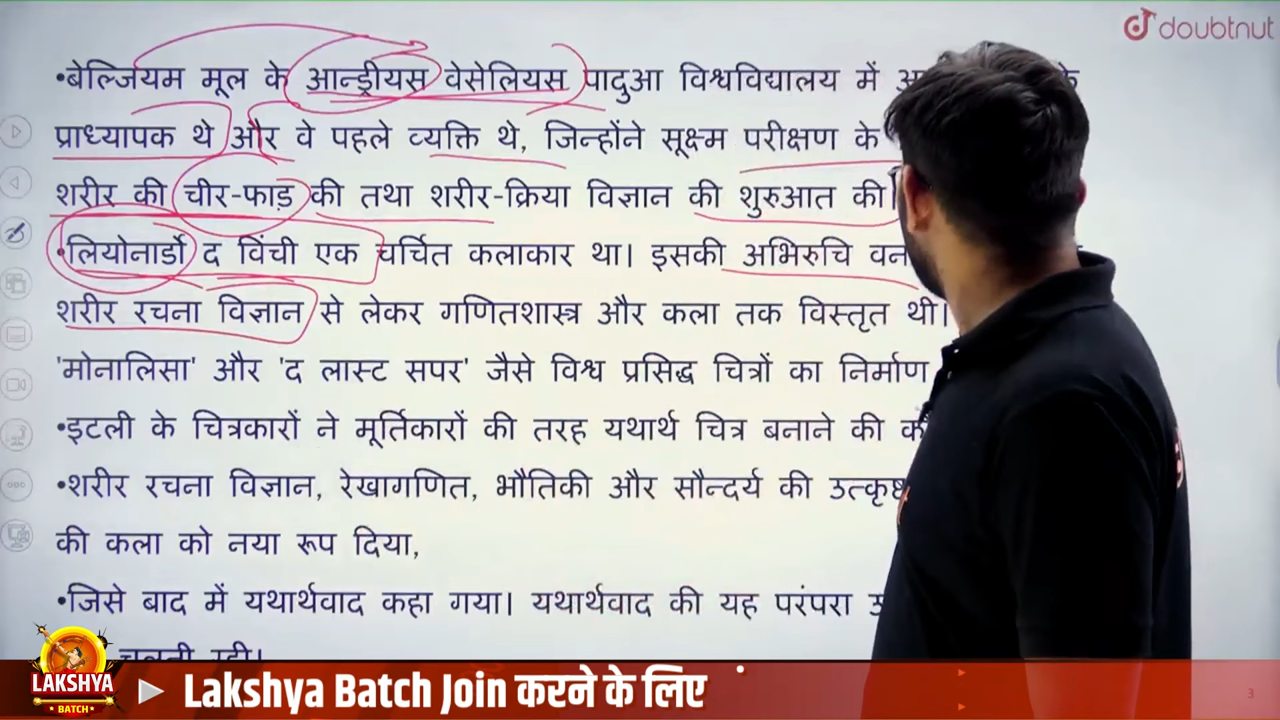 doubtnut
•बेल्जियम मूल के आन्ड्रीयस वेसेलियस पादुआ विश्वविद्यालय में
प्राध्यापक थे और वे पहले व्यक्ति थे, जिन्होंने सूक्ष्म परीक्षण के
शरीर की चीर-फाड़ की तथा शरीर-क्रिया विज्ञान की शुरुआत की।
•लियोनार्डो द विंची एक चर्चित कलाकार था। इसकी अभिरुचि
शरीर रचना विज्ञान से लेकर गणितशास्त्र और कला तक विस्तृत थी।
'मोनालिसा' और 'द लास्ट सपर' जैसे विश्व प्रसिद्ध चित्रों का निर्माण
•इटली के चित्रकारों ने मूर्तिकारों की तरह यथार्थ चित्र बनाने की
•शरीर रचना विज्ञान, रेखागणित, भौतिकी और सौन्दर्य की
की कला को नया रूप दिया,
•जिसे बाद में यथार्थवाद कहा गया। यथार्थवाद की यह परंपरा
LAKSHYA
BATCH
Lakshya Batch Join करने के लिए
3